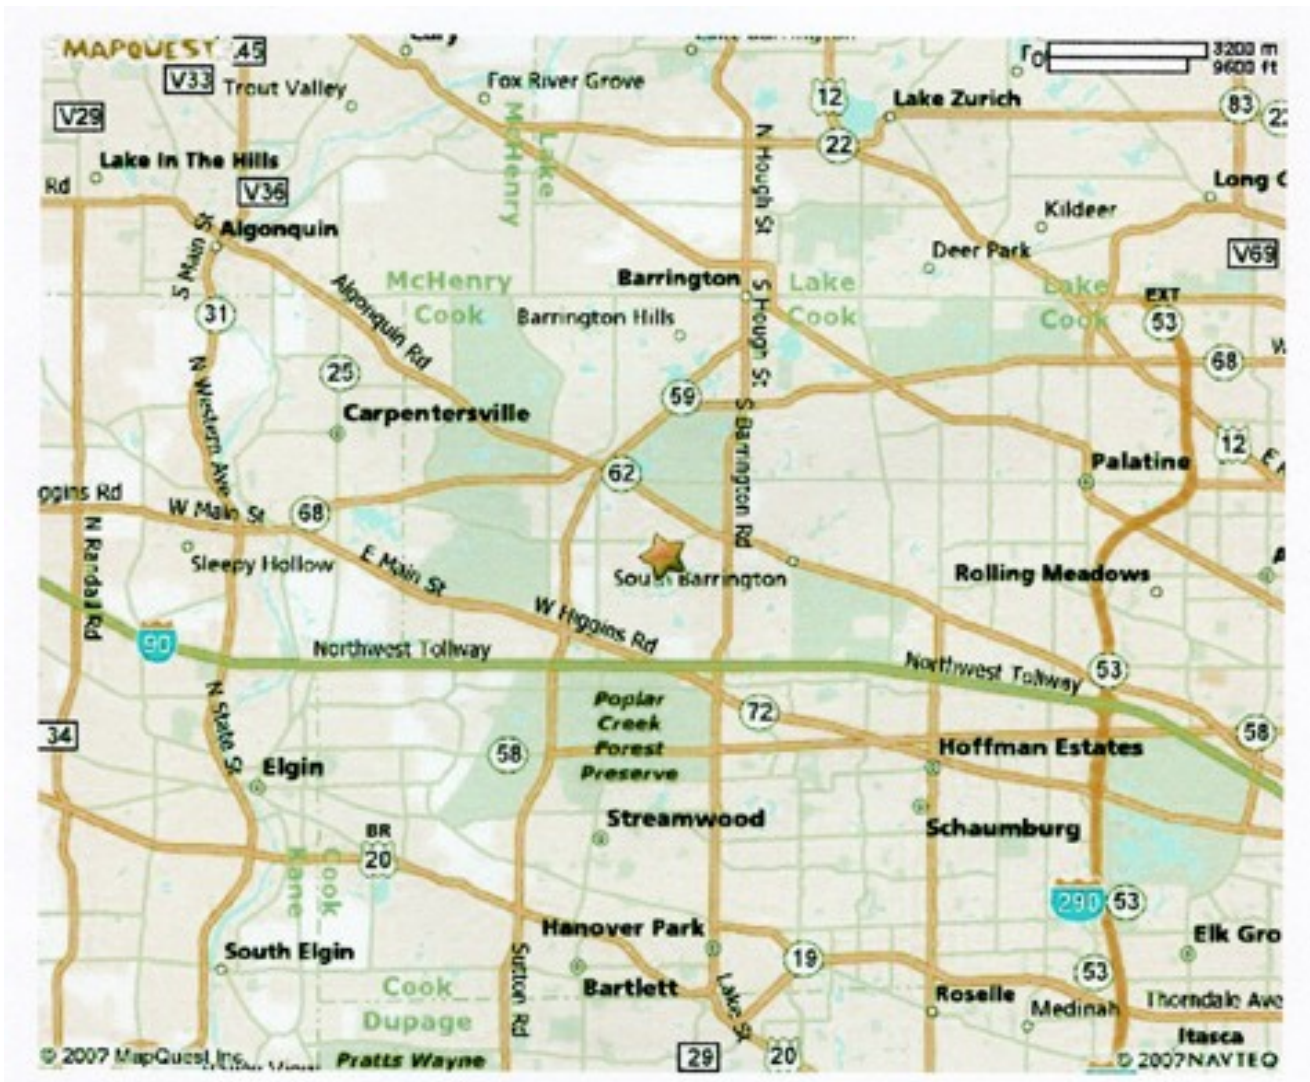 MAPQUEST
45
3200 m
9600 ft
V33
Trout Valley
Fox River Grove
12
Lake Zurich
83
22
V29
McHenry
Lake
N Hough St
22
Lake In The Hills
Rd
V36
Long
Kildeer
S Main St
Algonquin
Deer Park
V69
McHenry
Cook
Barrington
Lake
Cook
Lake
Cook
EXT
53
31
Algonquin Rd
Barrington Hills
S Hough St
68
25
59
N Western Ave
Carpentersville
S Barrington Rd
12
62
Palatine
ggins Rd
W Main St
68
N Randall Rd
Sleepy Hollow
E Main St
South Barrington
Rolling Meadows
W Higgins Rd
90
Northwest Tollway
Northwest Tollway
53
N State St
Poplar
Creek
Forest
Preserve
72
34
58
58
Hoffman Estates
Elgin
Streamwood
Schaumburg
BR
20
Kane
Cook
290
53
Hanover Park
Elk Gro
South Elgin
Sutton Rd
19
53
Cook
Dupage
Bartlett
Lake St
Roselle
Medinah
Thorndale Ave
Itasca
© 2007 MapQuest, Inc.
Pratts Wayne
29
20
© 2007 NAVTEQ